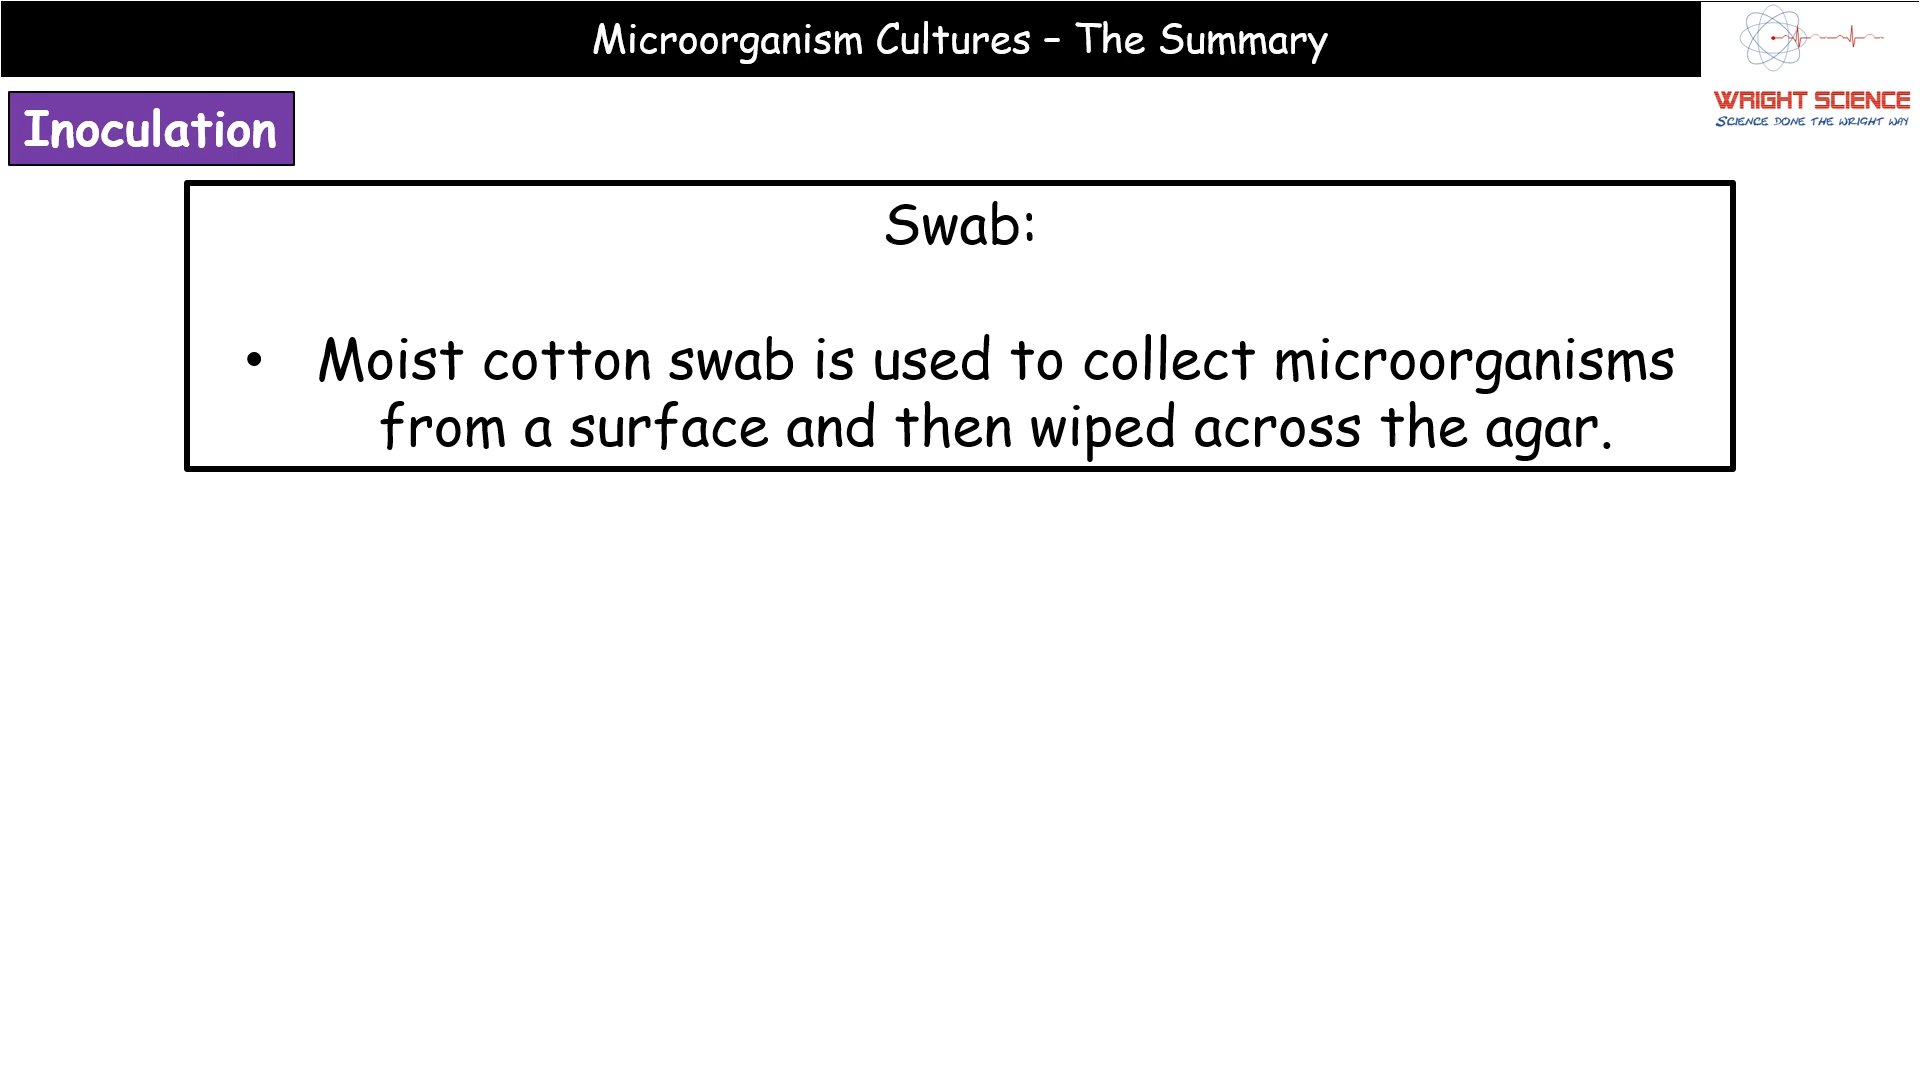 Microorganism Cultures – The Summary
WRIGHT SCIENCE
SCIENCE DONE THE WRIGHT WAY
Inoculation
Swab:
• Moist cotton swab is used to collect microorganisms
from a surface and then wiped across the agar.